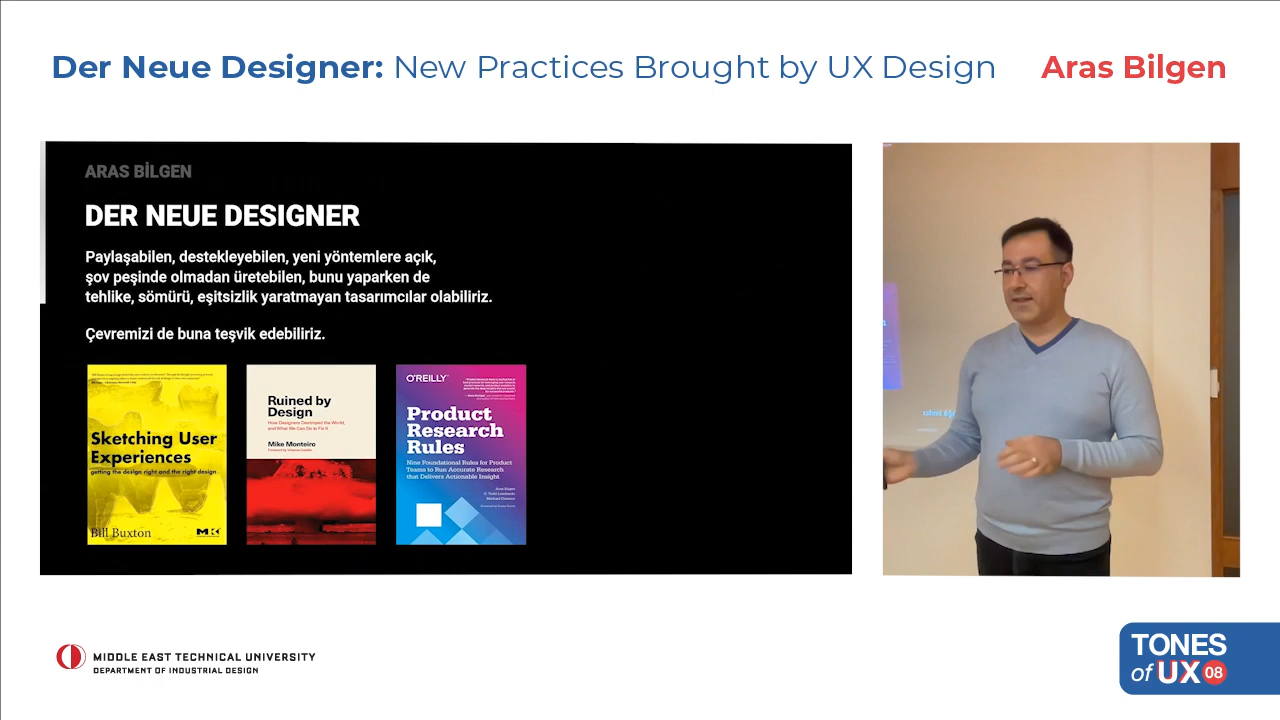 Der Neue Designer: New Practices Brought by UX Design
Aras Bilgen
ARAS BİLGEN
DER NEUE DESIGNER
Paylaşabilen, destekleyebilen, yeni yöntemlere açık,
şov peşinde olmadan üretebilen, bunu yaparken de
tehlike, sömürü, eşitsizlik yaratmayan tasarımcılar olabiliriz.
Çevremizi de buna teşvik edebiliriz.
Sketching User
Experiences
getting the design right and the right design
Bill Buxton
MK
Ruined by
Design
How Designers Destroyed the World,
and What We Can Do to Fix It
Mike Monteiro
O'REILLY
Product
Research
Rules
Nine Foundational Rules for Product
Teams to Run Accurate Research
that Delivers Actionable Insight
MIDDLE EAST TECHNICAL UNIVERSITY
DEPARTMENT OF INDUSTRIAL DESIGN
TONES
of UX 08